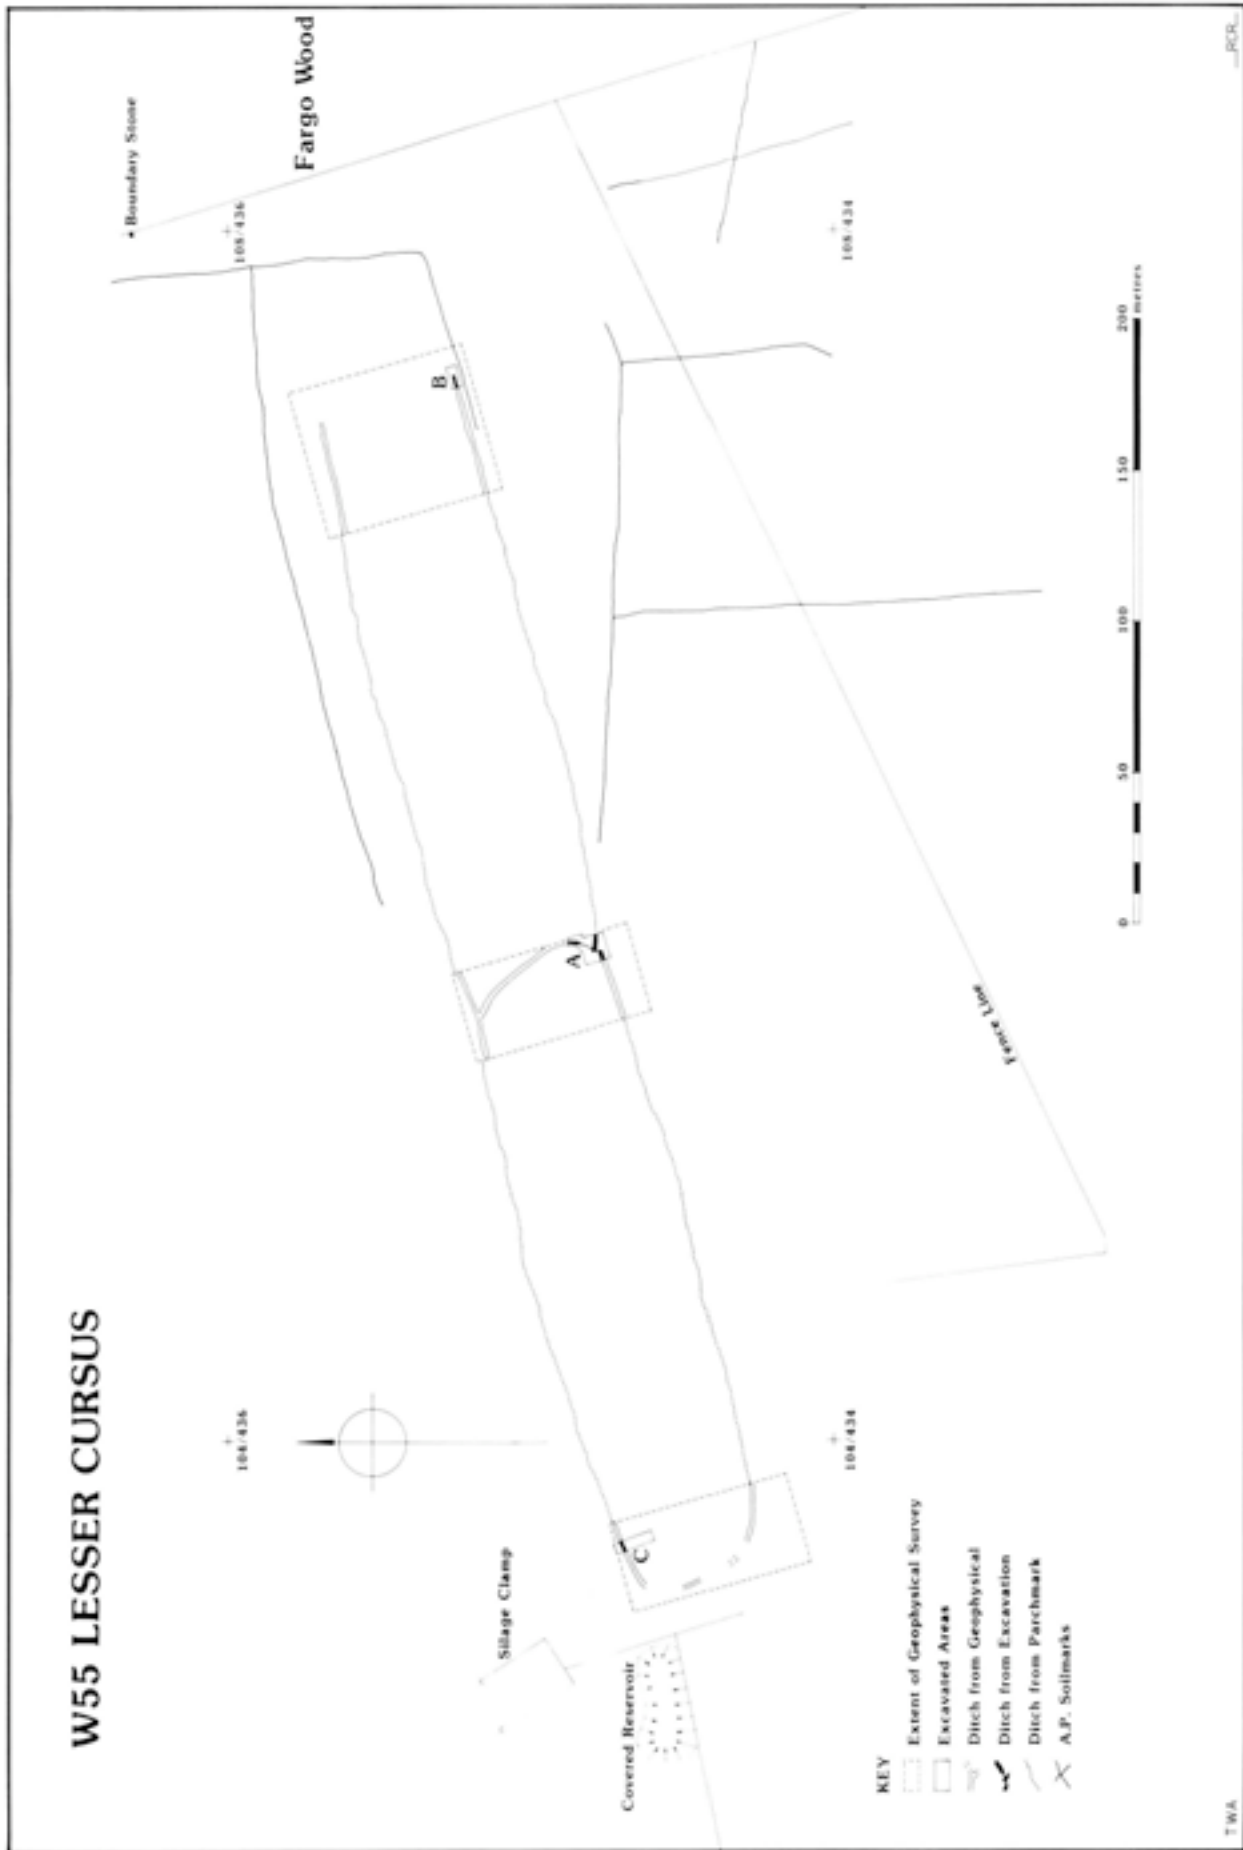 W55 LESSER CURSUS
Boundary Stone
Fargo Wood
104/436
108/436
Silage Clamp
Covered Reservoir
B
A
C
104/434
108/434
Fence Line
KEY
Extent of Geophysical Survey
Excavated Areas
Ditch from Geophysical
Ditch from Excavation
Ditch from Parchmark
A.P. Soilmarks
0 50 100 150 200
metres
TWA
RCR